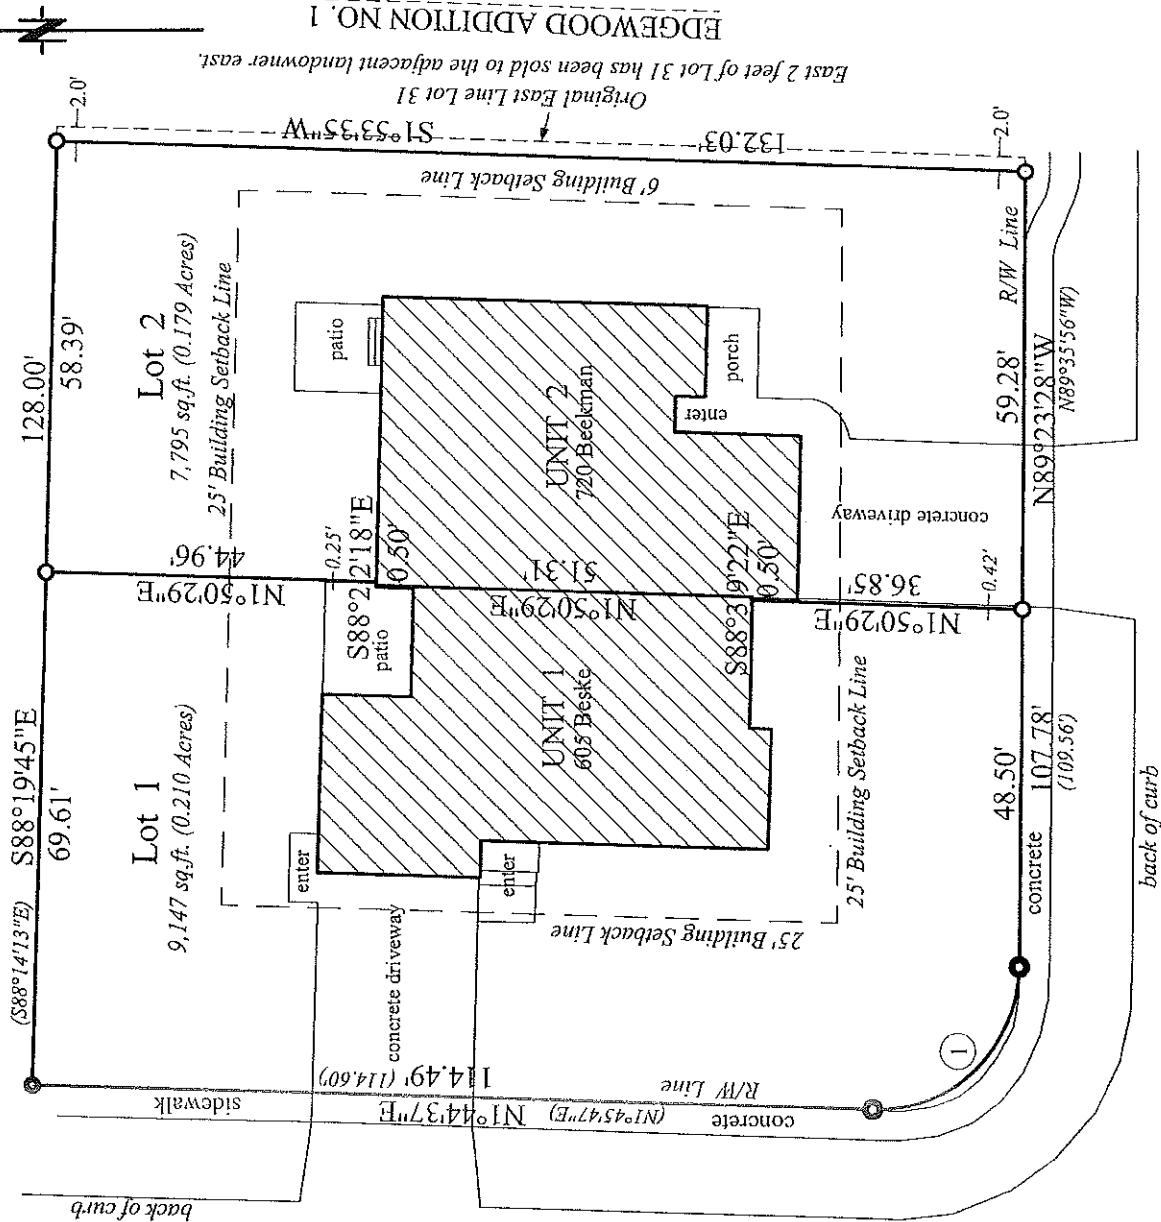 EDGEWOOD ADDITION NO. 1
East 2 feet of Lot 31 has been sold to the adjacent landowner east.
Original East Line Lot 31
2.0'
S1°53'35"W
132.03'
2.0'
6' Building Setback Line
128.00'
58.39'
Lot 2
7,795 sq.ft. (0.179 Acres)
25' Building Setback Line
patio
porch
enter
UNIT 2
720 Beekman
R/W Line
59.28'
N89°23'28"W
N89°35'56"W)
concrete driveway
44.96'
N1°50'29"E
0.25'
S88°22'18"E
0.50'
51.31'
N1°50'29"E
S88°39'22"E
0.50'
36.85'
N1°50'29"E
0.42'
(S88°14'13"E)
S88°19'45"E
69.61'
Lot 1
9,147 sq.ft. (0.210 Acres)
patio
UNIT 1
605 Beske
enter
enter
25' Building Setback Line
25' Building Setback Line
concrete driveway
48.50'
107.78'
(109.56')
concrete
back of curb
1
114.49' (114.60')
R/W Line
sidewalk
N1°44'37"E
(N1°45'47"E)
concrete
back of curb